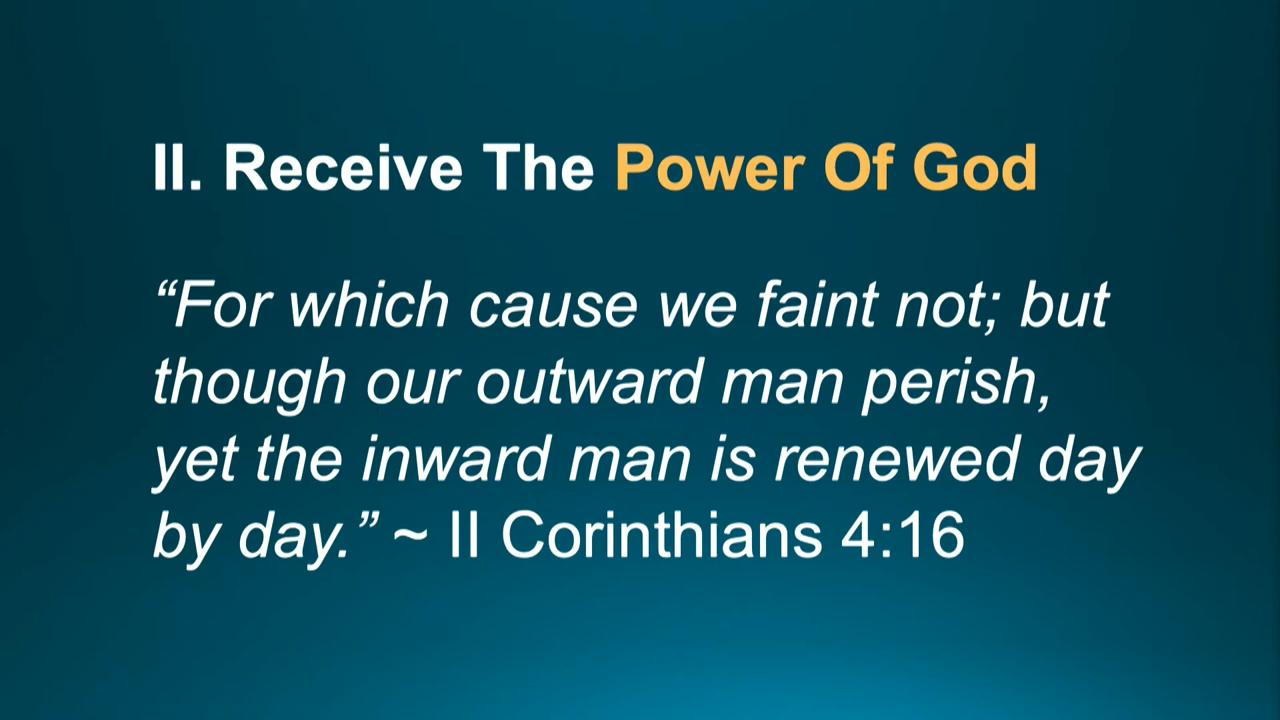 II. Receive The Power Of God
“For which cause we faint not; but
though our outward man perish,
yet the inward man is renewed day
by day.” ~ II Corinthians 4:16